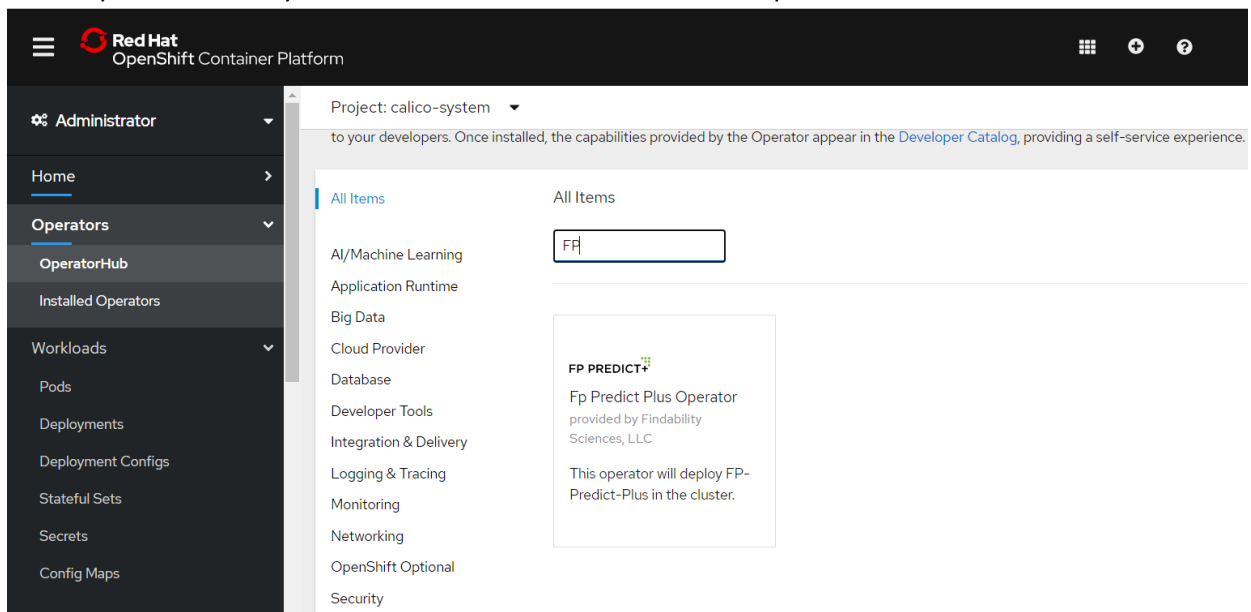 Red Hat
OpenShift Container Platform
Administrator
Project: calico-system
to your developers. Once installed, the capabilities provided by the Operator appear in the Developer Catalog, providing a self-service experience.
Home
Operators
OperatorHub
Installed Operators
Workloads
Pods
Deployments
Deployment Configs
Stateful Sets
Secrets
Config Maps
All Items
AI/Machine Learning
Application Runtime
Big Data
Cloud Provider
Database
Developer Tools
Integration & Delivery
Logging & Tracing
Monitoring
Networking
OpenShift Optional
Security
All Items
FP
FP PREDICT+
Fp Predict Plus Operator
provided by Findability
Sciences, LLC
This operator will deploy FP-
Predict-Plus in the cluster.